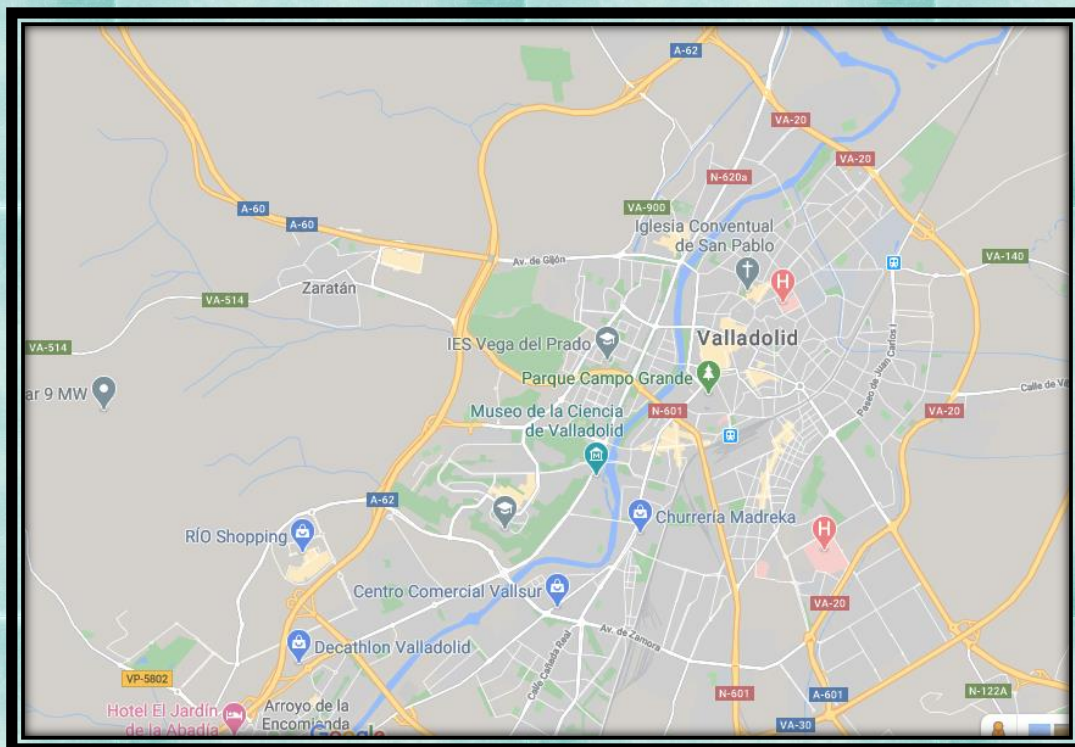 A-62
VA-20
VA-20
N-620a
A-60
VA-900
A-60
Iglesia Conventual
de San Pablo
Av. de Gijón
VA-140
Zaratán
VA-514
Valladolid
IES Vega del Prado
VA-514
Paseo de Juan Carlos I
Parque Campo Grande
ar 9 MW
Calle de Vi
Museo de la Ciencia
de Valladolid
N-601
VA-20
M
A-62
H
H
RÍO Shopping
Churrería Madreka
Centro Comercial Vallsur
VA-20
Av. de Zamora
Decathlon Valladolid
Calle Cañada Real
VP-5802
N-601
A-601
N-122A
Hotel El Jardín
de la Abadía
Arroyo de la
Encomienda
Google
VA-30